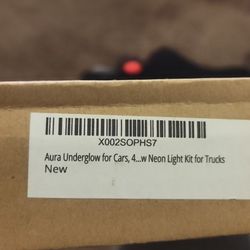 X002SOPHS7
Aura Underglow for Cars, 4...w Neon Light Kit for Trucks
New